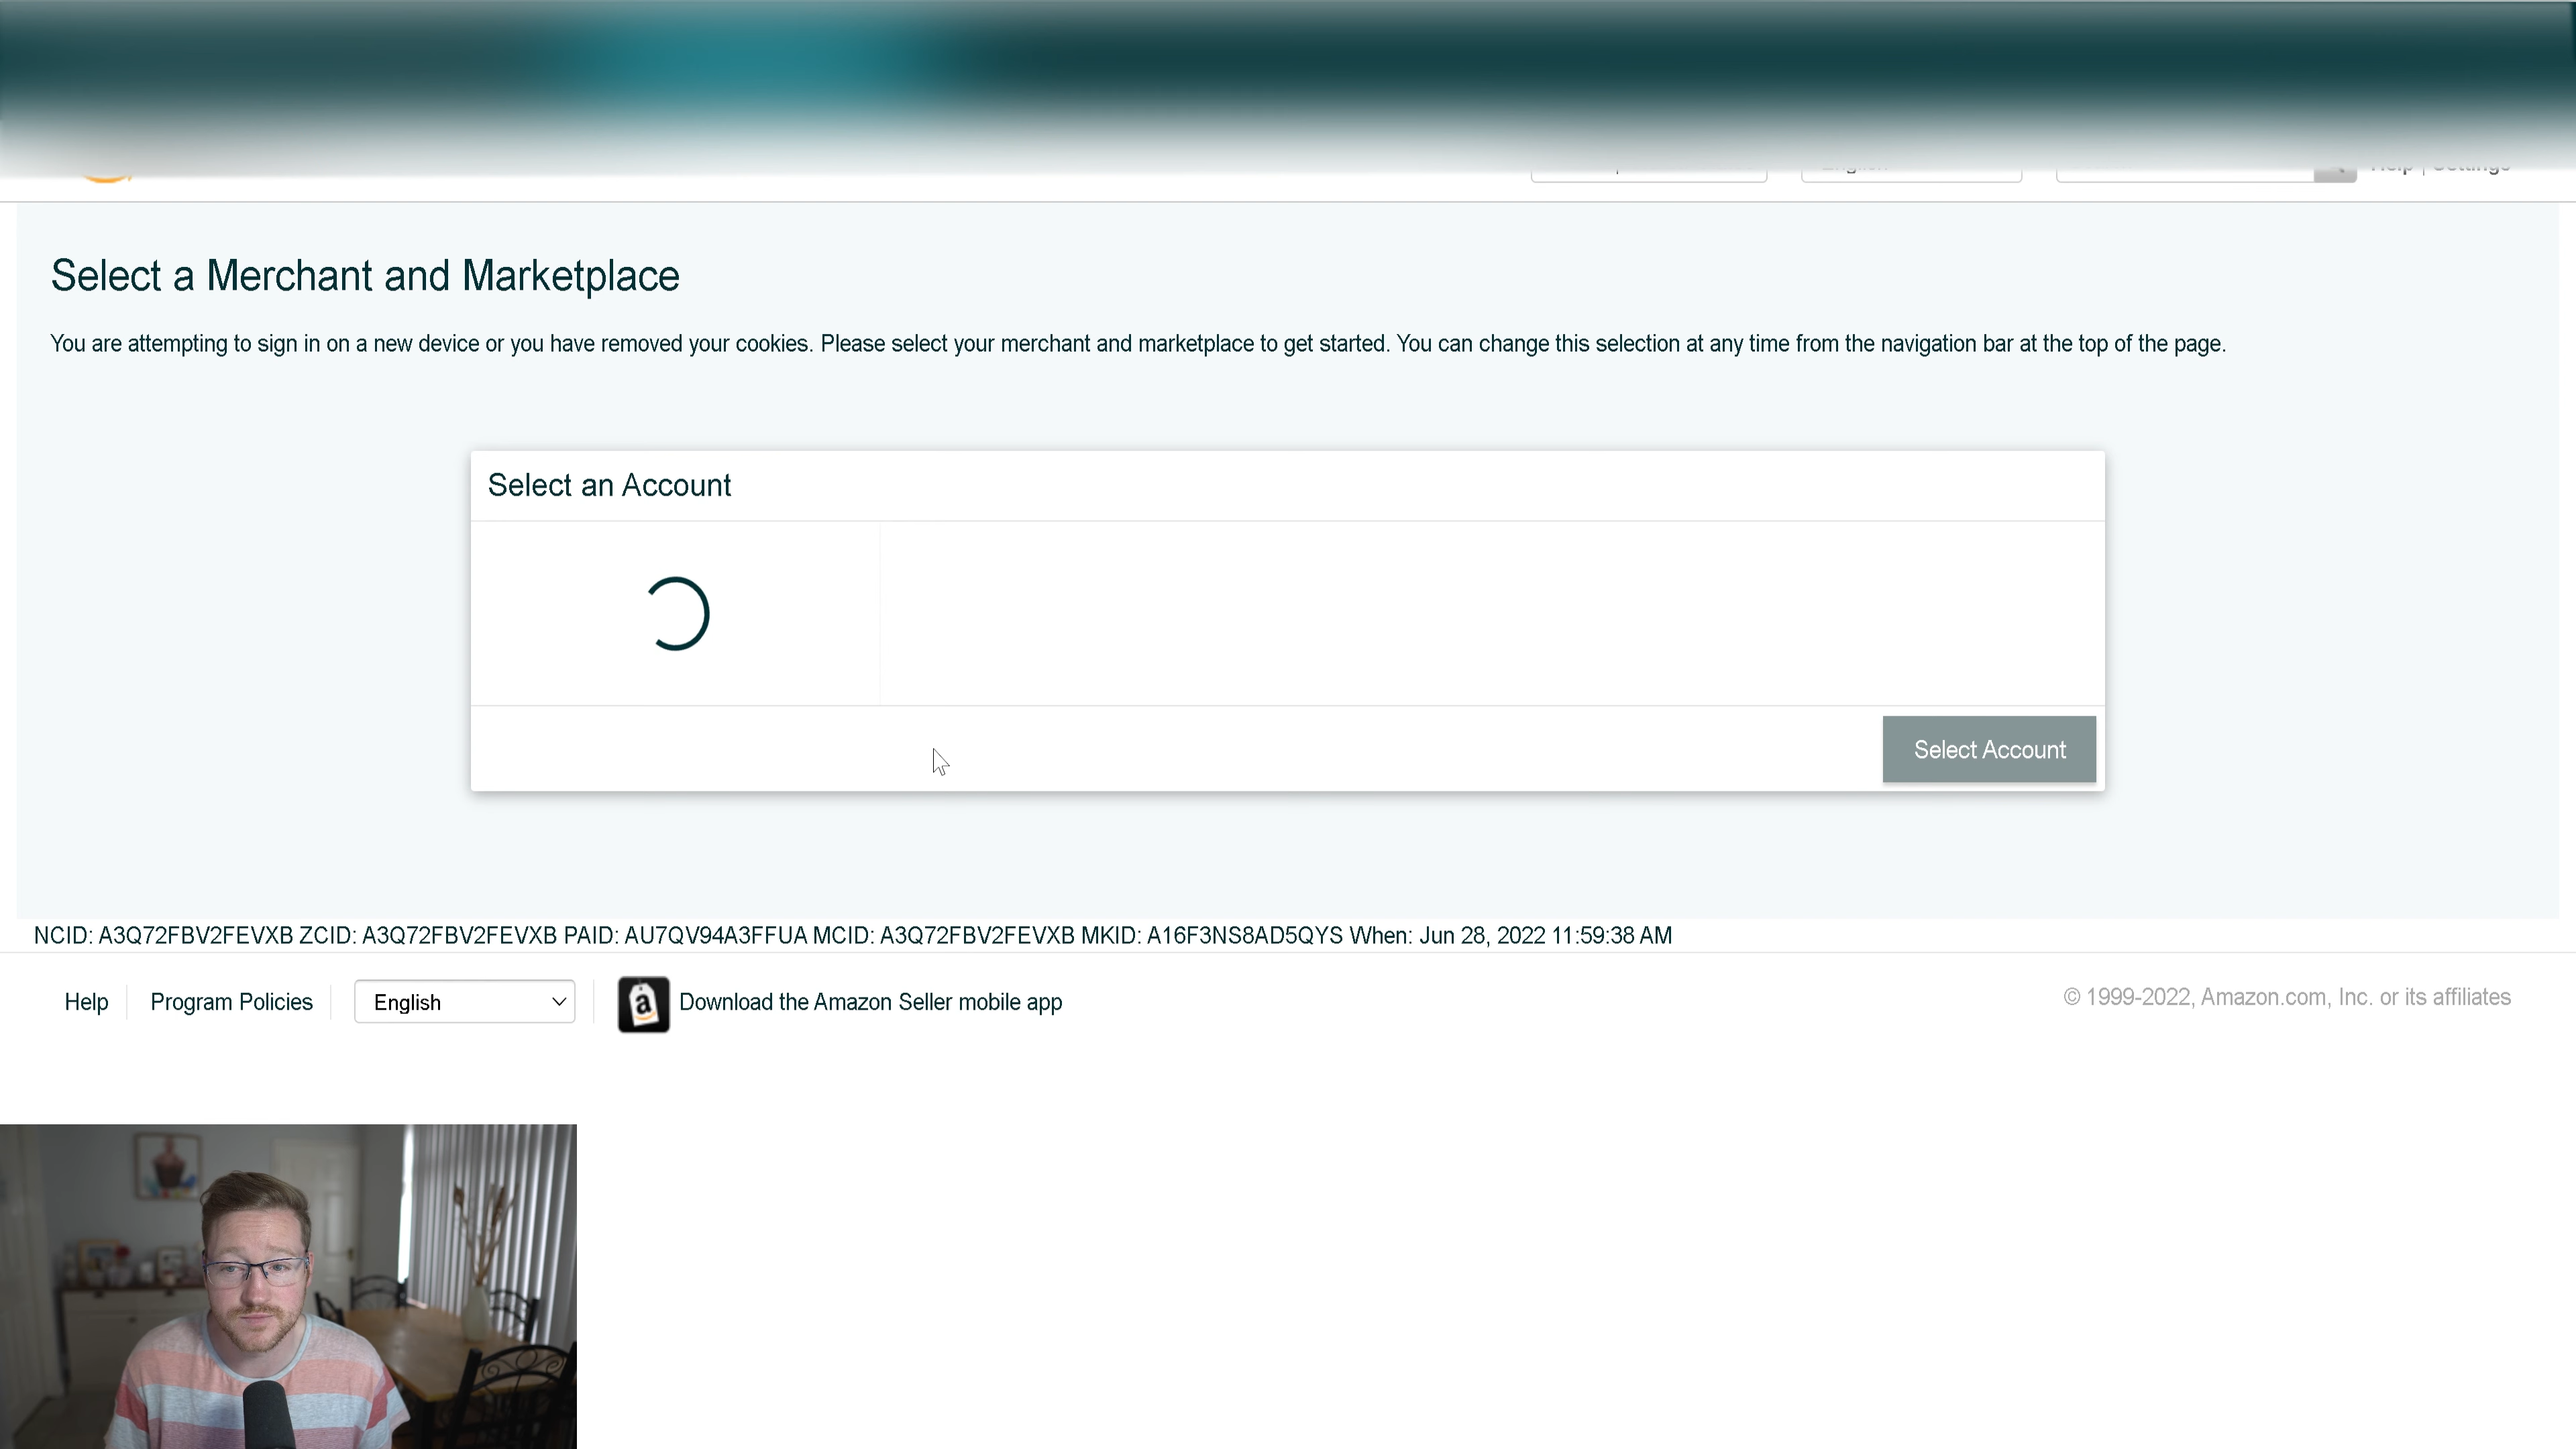 Select a Merchant and Marketplace
You are attempting to sign in on a new device or you have removed your cookies. Please select your merchant and marketplace to get started. You can change this selection at any time from the navigation bar at the top of the page.
Select an Account
Select Account
NCID: A3Q72FBV2FEVXB ZCID: A3Q72FBV2FEVXB PAID: AU7QV94A3FFUA MCID: A3Q72FBV2FEVXB MKID: A16F3NS8AD5QYS When: Jun 28, 2022 11:59:38 AM
Help Program Policies English Download the Amazon Seller mobile app © 1999-2022, Amazon.com, Inc. or its affiliates